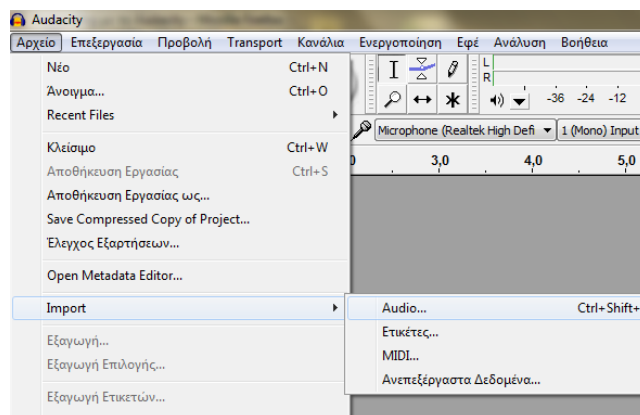 Audacity
Αρχείο Επεξεργασία Προβολή Transport Κανάλια Ενεργοποίηση Εφέ Ανάλυση Βοήθεια
Νέο Ctrl+N
Άνοιγμα... Ctrl+O
Recent Files
Κλείσιμο Ctrl+W
Αποθήκευση Εργασίας Ctrl+S
Αποθήκευση Εργασίας ως...
Save Compressed Copy of Project...
Έλεγχος Εξαρτήσεων...
Open Metadata Editor...
Import
Εξαγωγή...
Εξαγωγή Επιλογής...
Εξαγωγή Ετικετών...
L
R
-36 -24 -12
Microphone (Realtek High Defi 1 (Mono) Input
0 3,0 4,0 5,0
Audio... Ctrl+Shift+
Ετικέτες...
MIDI...
Ανεπεξέργαστα Δεδομένα...